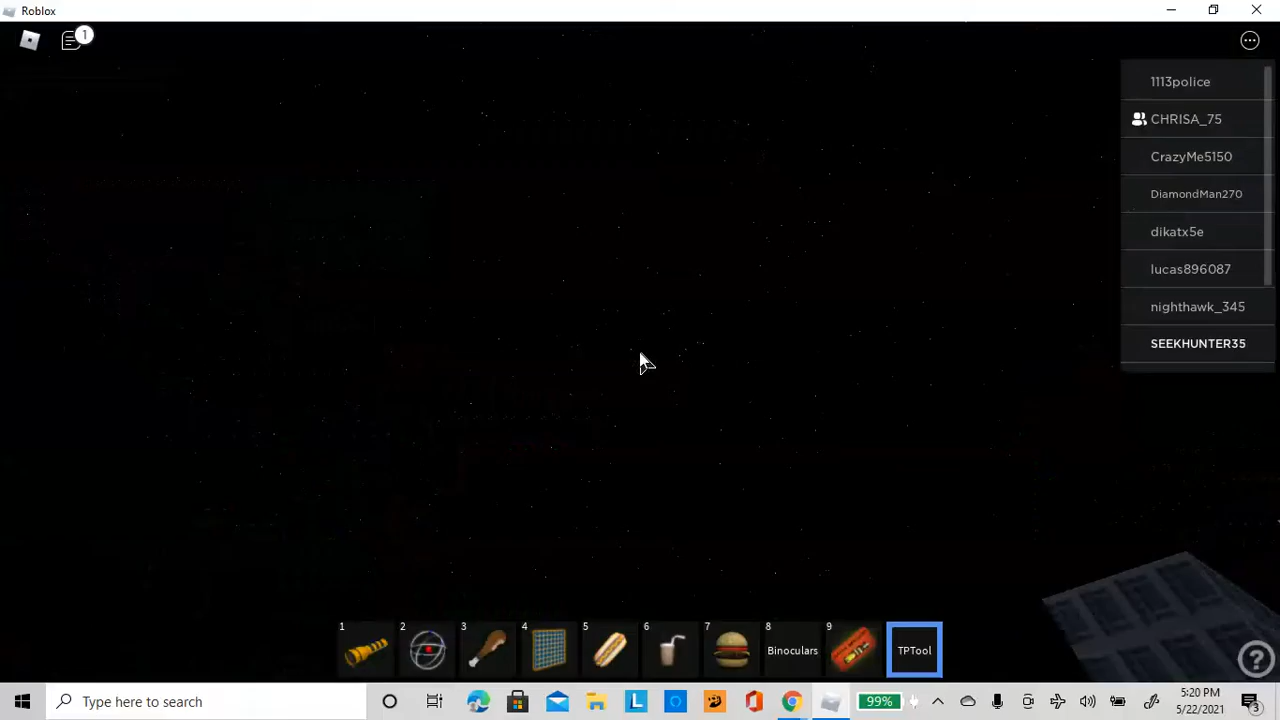 Roblox
1
1113police
CHRISA_75
CrazyMe5150
DiamondMan270
dikatx5e
lucas896087
nighthawk_345
SEEKHUNTER35
1
2
3
4
5
6
7
8
9
Binoculars
TPTool
?
Type here to search
L
99%
5:20 PM
5/22/2021
3